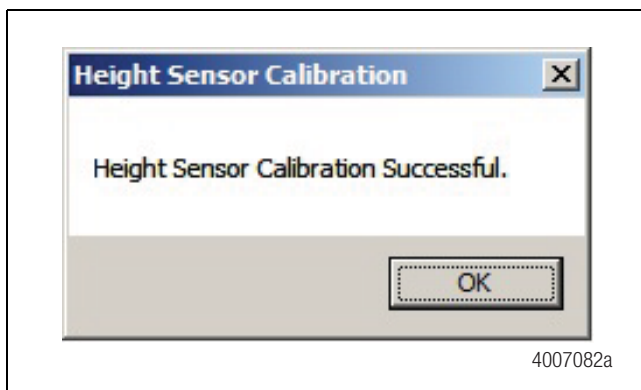 Height Sensor Calibration
Height Sensor Calibration Successful.
OK
4007082a